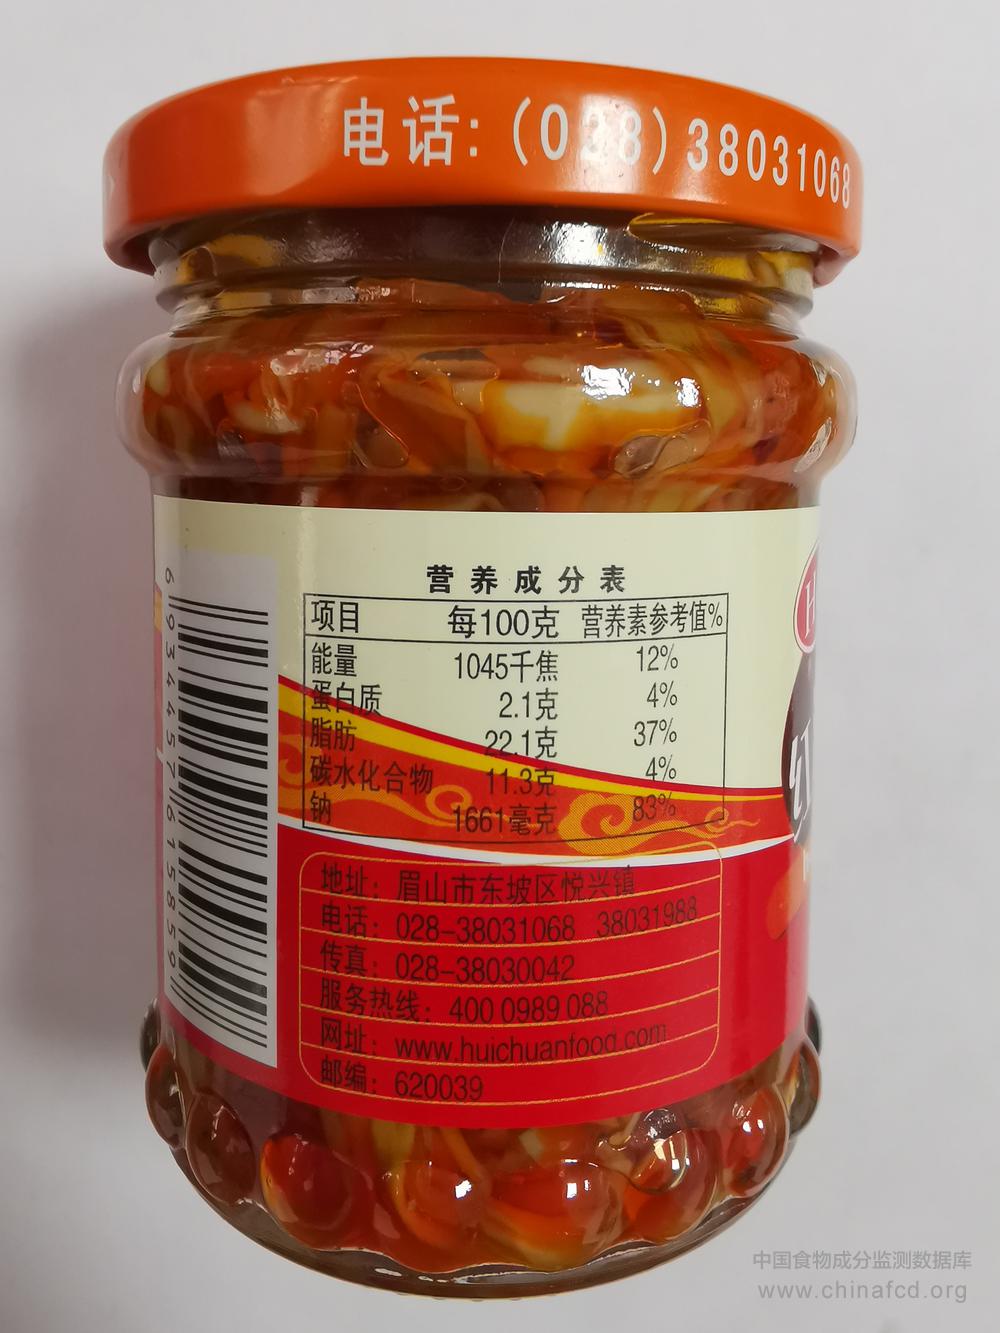 电话: (028) 38031068
营养成分表
项目 每100克 营养素参考值%
能量 1045千焦 12%
蛋白质 2.1克 4%
脂肪 22.1克 37%
碳水化合物 11.3克 4%
钠 1661毫克 83%
地址: 眉山市东坡区悦兴镇
电话: 028-38031068 38031988
传真: 028-38030042
服务热线: 400 0989 088
网址: www.huichuanfood.com
邮编: 620039
6934457615859
H
红
中国食物成分监测数据库
www.chinafcd.org